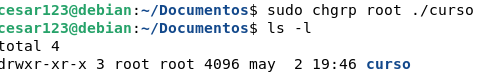 cesar123@debian:~/Documentos$ sudo chgrp root ./curso
cesar123@debian:~/Documentos$ ls -l
total 4
drwxr-xr-x 3 root root 4096 may  2 19:46 curso